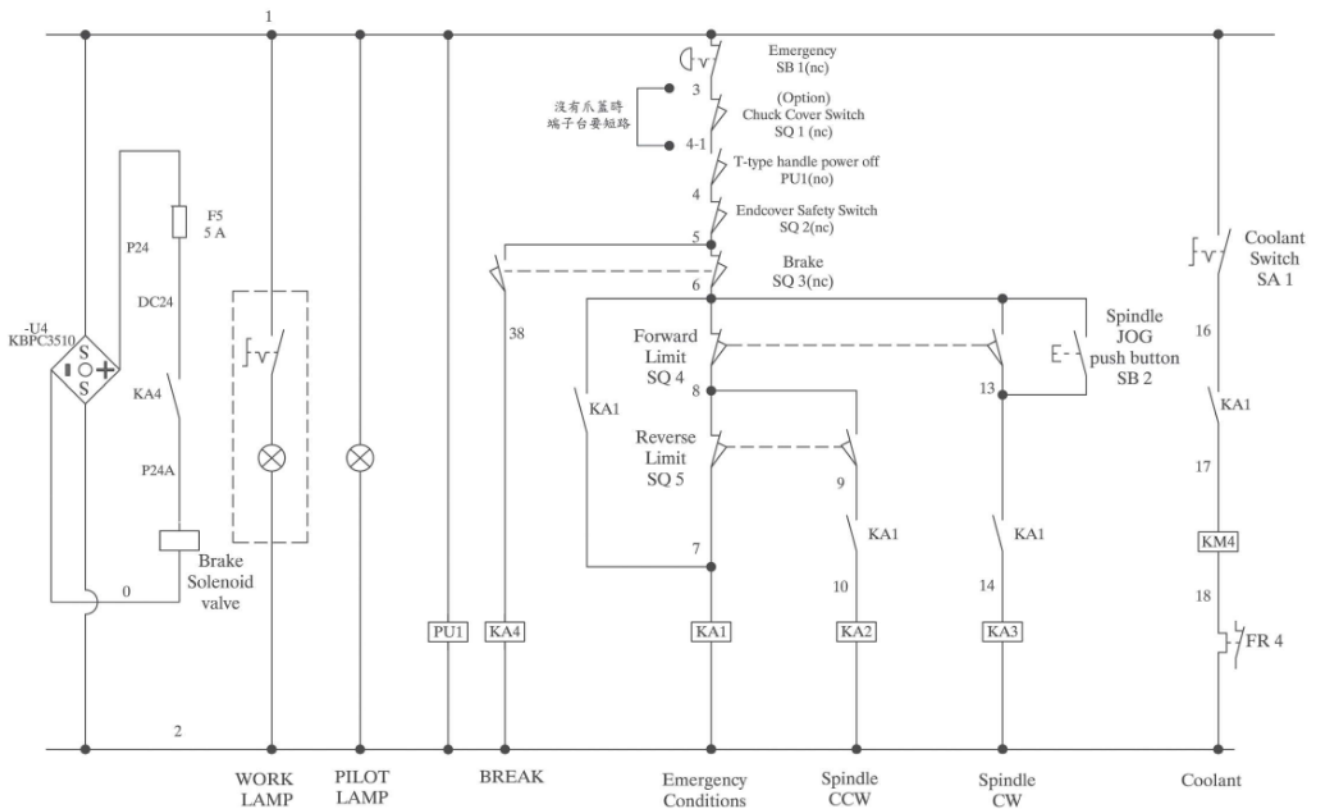 1
Emergency
SB 1(nc)
3
(Option)
Chuck Cover Switch
SQ 1 (nc)
沒有爪蓋時
端子台要短路
4-1
T-type handle power off
PU1(no)
4
Endcover Safety Switch
SQ 2(nc)
5
Brake
SQ 3(nc)
6
F5
5 A
P24
DC24
-U4
KBPC3510
S
S
KA4
P24A
Brake
Solenoid
valve
0
2
38
KA1
Forward
Limit
SQ 4
8
Reverse
Limit
SQ 5
7
9
KA1
10
13
KA1
14
Spindle
JOG
push button
SB 2
Coolant
Switch
SA 1
16
KA1
17
KM4
18
FR 4
PU1
KA4
KA1
KA2
KA3
WORK
LAMP
PILOT
LAMP
BREAK
Emergency
Conditions
Spindle
CCW
Spindle
CW
Coolant